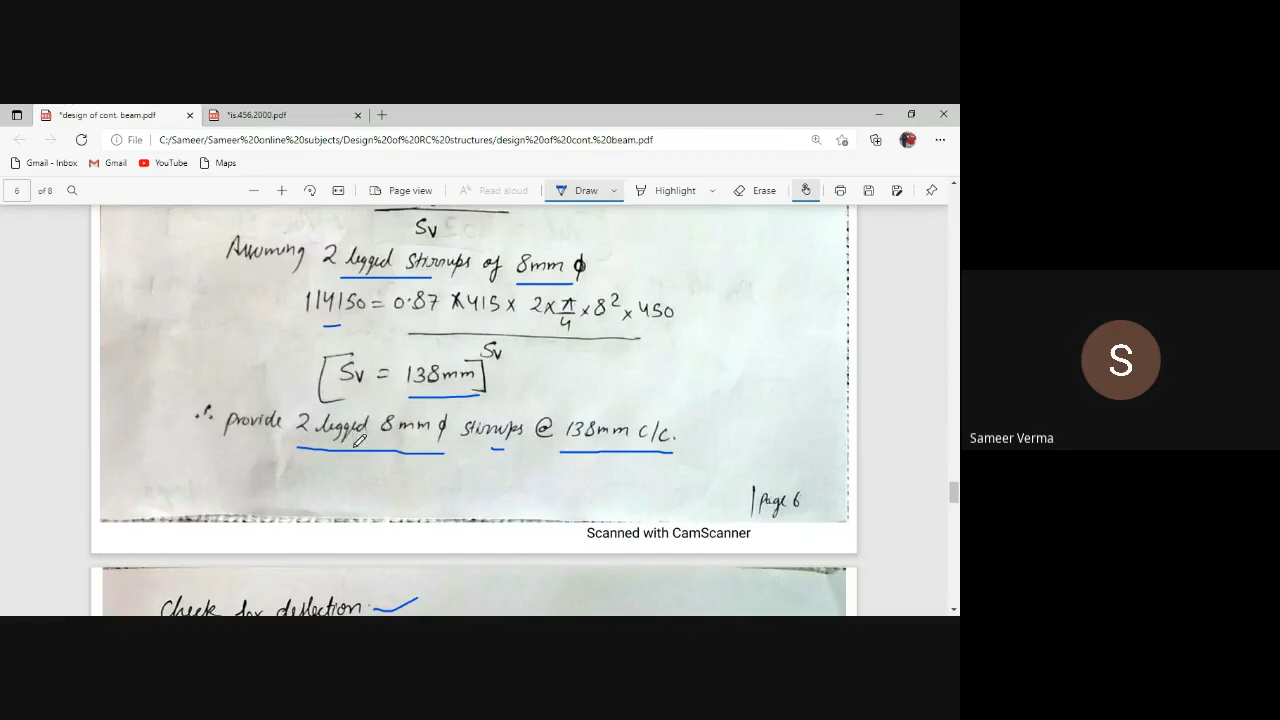 *design of cont. beam.pdf
*is.456.2000.pdf
File
C:/Sameer/Sameer%20online%20subjects/Design%20of%20RC%20structures/design%20of%20cont.%20beam.pdf
Gmail - Inbox
Gmail
YouTube
Maps
6
of 8
Page view
Read aloud
Draw
Highlight
Erase
Sv
Assuming 2 legged stirrups of 8mm ϕ
114150 = 0.87 × 415 × 2 × π/4 × 8² × 450
Sv
[Sv = 138mm]
∴ provide 2 legged 8mm ϕ stirrups @ 138mm c/c.
|Page 6
Scanned with CamScanner
Check for deflection.
S
Sameer Verma